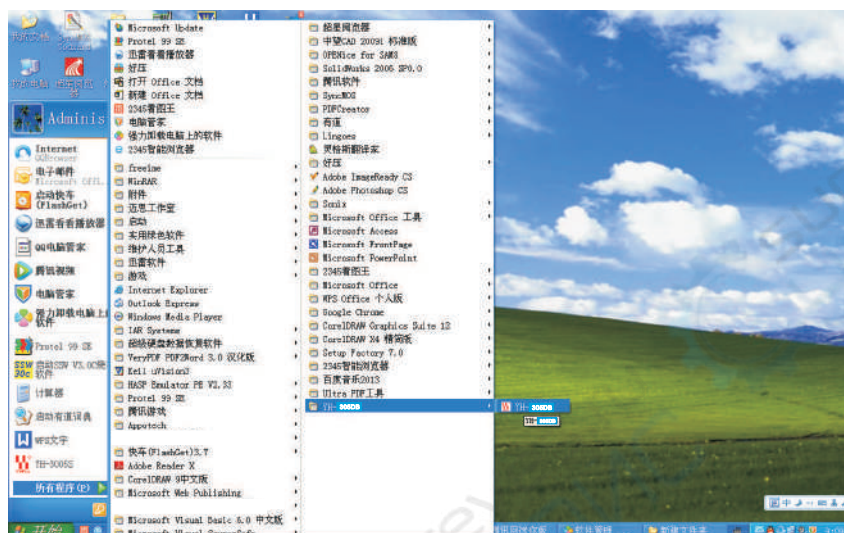 Adminis
Internet
电子邮件
启动快车
(FlashGet)
迅雷看看播放器
QQ电脑管家
腾讯视频
电脑管家
强力卸载电脑上的
软件
Protel 99 SE
计算器
启动有道词典
WPS文字
TH-3005S
所有程序(P)
开始
Microsoft Update
Protel 99 SE
迅雷看看播放器
好压
打开 Office 文档
新建 Office 文档
2345看图王
电脑管家
强力卸载电脑上的软件
2345智能浏览器
freeime
WinRAR
附件
迈思工作室
启动
实用绿色软件
维护人员工具
迅雷软件
游戏
Internet Explorer
Outlook Express
Windows Media Player
IAR Systems
超级硬盘数据恢复软件
VeryPDF PDF2Word 3.0 汉化版
Keil uVision3
HASP Emulator PE V2.33
Protel 99 SE
腾讯游戏
Appotech
快车(FlashGet)3.7
Adobe Reader X
CorelDRAW 9中文版
Microsoft Web Publishing
Microsoft Visual Basic 6.0 中文版
超星阅览器
中望CAD 2009i 标准版
OPENice for SAM8
SolidWorks 2006 SP0.0
腾讯软件
SyncMOS
PDFCreator
有道
Lingoes
灵格斯翻译家
好压
Adobe ImageReady CS
Adobe Photoshop CS
Sonix
Microsoft Office 工具
Microsoft Access
Microsoft FrontPage
Microsoft PowerPoint
2345看图王
Microsoft Office
WPS Office 个人版
Google Chrome
CorelDRAW Graphics Suite 12
CorelDRAW X4 精简版
Setup Factory 7.0
2345智能浏览器
百度音乐2013
Ultra PDF工具
TH-305DB
TH-305DB
TH-305DB